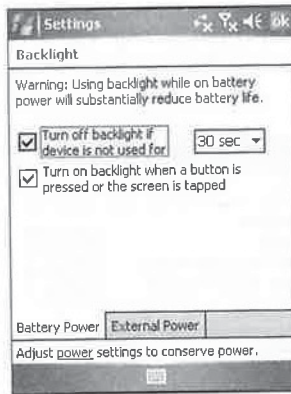 Settings
ok
Backlight
Warning: Using backlight while on battery
power will substantially reduce battery life.
Turn off backlight if
device is not used for
30 sec
Turn on backlight when a button is
pressed or the screen is tapped
Battery Power
External Power
Adjust power settings to conserve power.